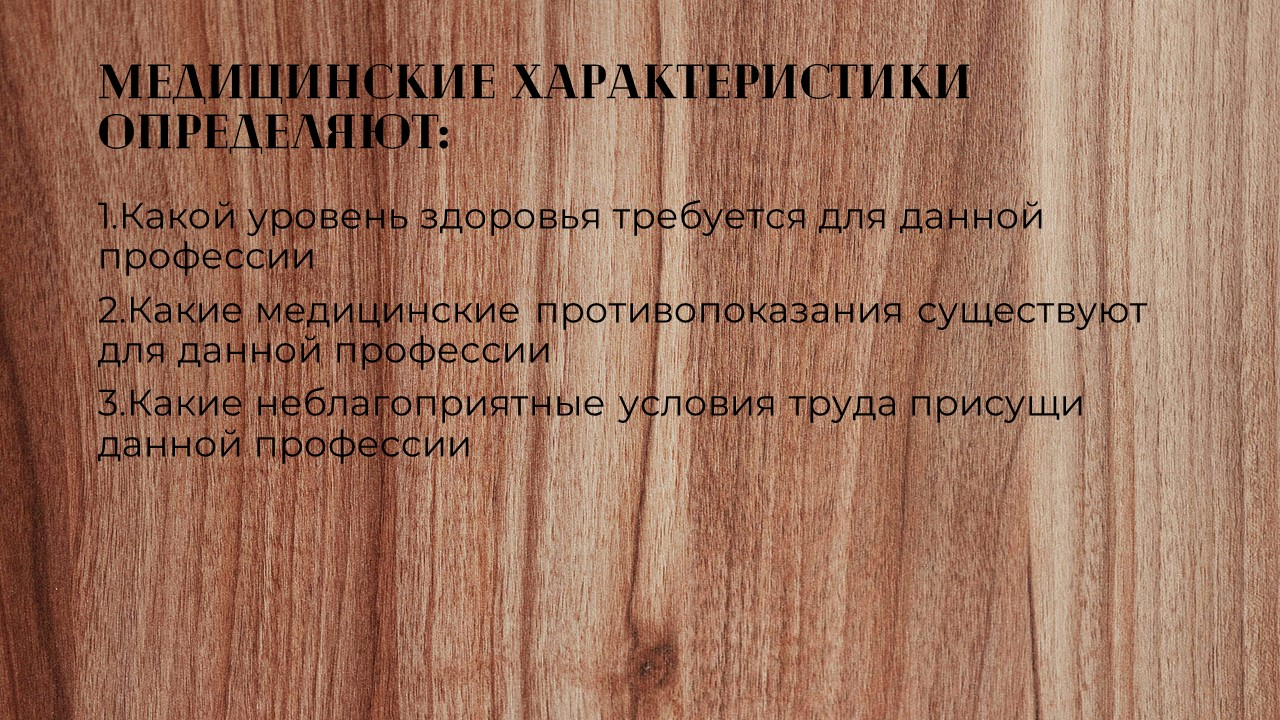 МЕДИЦИНСКИЕ ХАРАКТЕРИСТИКИ
ОПРЕДЕЛЯЮТ:
1.Какой уровень здоровья требуется для данной
профессии
2.Какие медицинские противопоказания существуют
для данной профессии
3.Какие неблагоприятные условия труда присущи
данной профессии